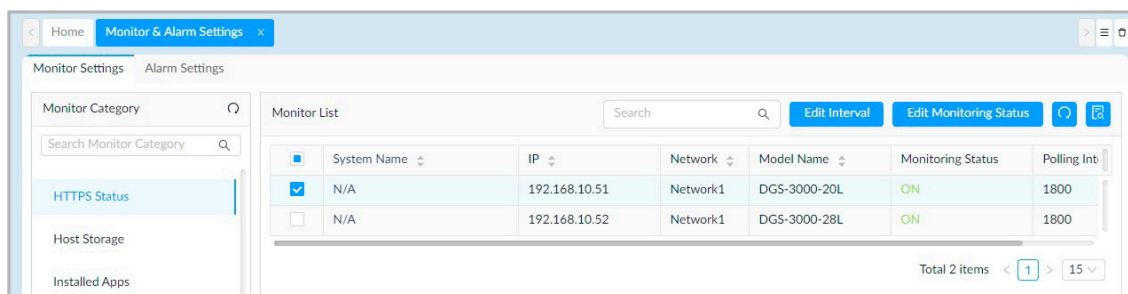 Home Monitor & Alarm Settings x
Monitor Settings Alarm Settings
Monitor Category
Search Monitor Category
HTTPS Status
Host Storage
Installed Apps
Monitor List Search Edit Interval Edit Monitoring Status
System Name IP Network Model Name Monitoring Status Polling Int
N/A 192.168.10.51 Network1 DGS-3000-20L ON 1800
N/A 192.168.10.52 Network1 DGS-3000-28L ON 1800
Total 2 items < 1 > 15